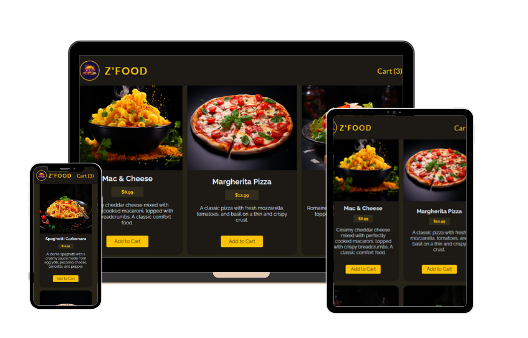 Z'FOOD
Cart (3)
Mac & Cheese
$8.99
cheddar cheese mixed with
cooked macaroni, topped
with breadcrumbs. A classic comfort
food.
Add to Cart
Margherita Pizza
$12.99
A classic pizza with fresh mozzarella,
tomatoes, and basil on a thin and crispy
crust.
Add to Cart
Z'FOOD
Cart (3)
Spaghetti Carbonara
A classic spaghetti with a
creamy sauce made from
egg yolk, pecorino cheese,
pancetta, and pepper.
Add to Cart
Z'FOOD
Car
Mac & Cheese
$8.99
Creamy cheddar cheese
mixed with perfectly
cooked macaroni, topped
with crispy breadcrumbs. A
classic comfort food.
Add to Cart
Margherita Pizza
$12.99
A classic pizza with fresh
mozzarella, tomatoes, and
basil on a thin and crispy
crust.
Add to Cart